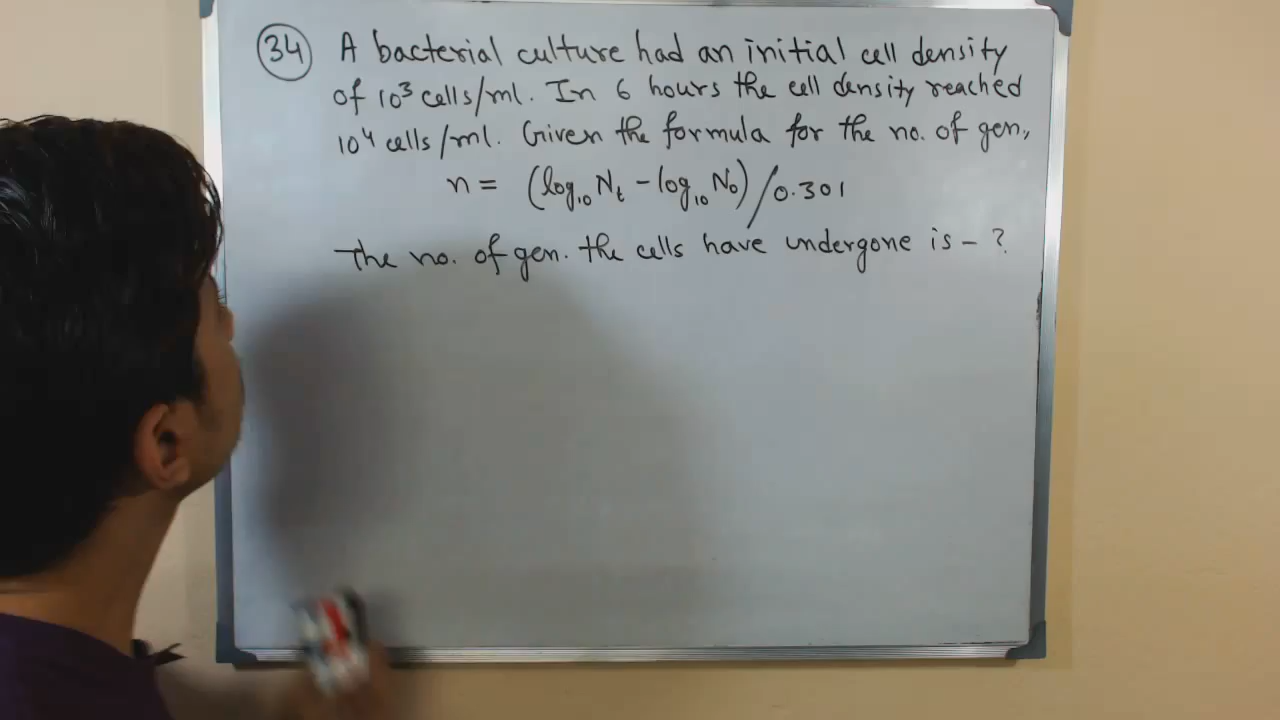 34 A bacterial culture had an initial cell density
of 10³ cells/ml. In 6 hours the cell density reached
10⁴ cells/ml. Given the formula for the no. of gen,
n = (log₁₀ Nₜ - log₁₀ N₀)/0.301
the no. of gen. the cells have undergone is - ?